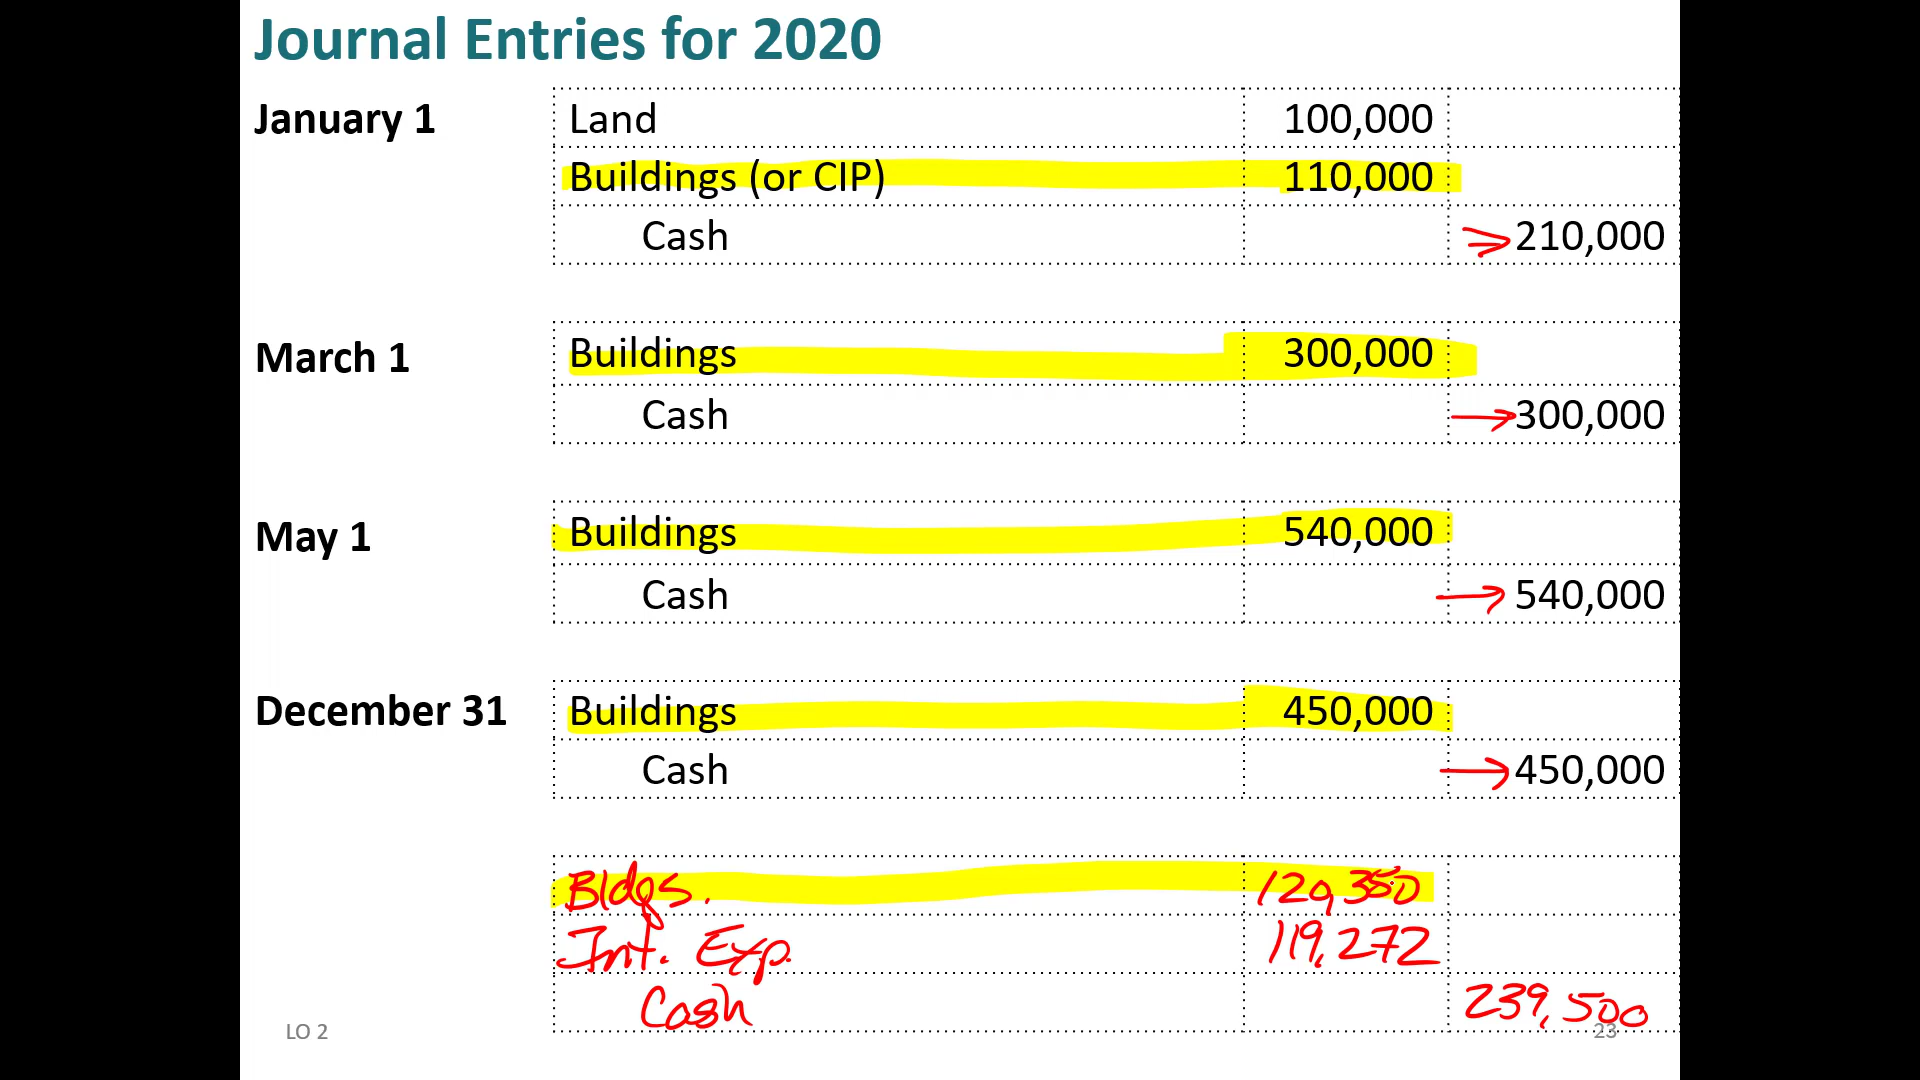 Journal Entries for 2020
January 1 Land 100,000
Buildings (or CIP) 110,000
Cash 210,000
March 1 Buildings 300,000
Cash 300,000
May 1 Buildings 540,000
Cash 540,000
December 31 Buildings 450,000
Cash 450,000
Bldgs.
Int. Exp. 119,272
Cash 239,500
LO 2 23